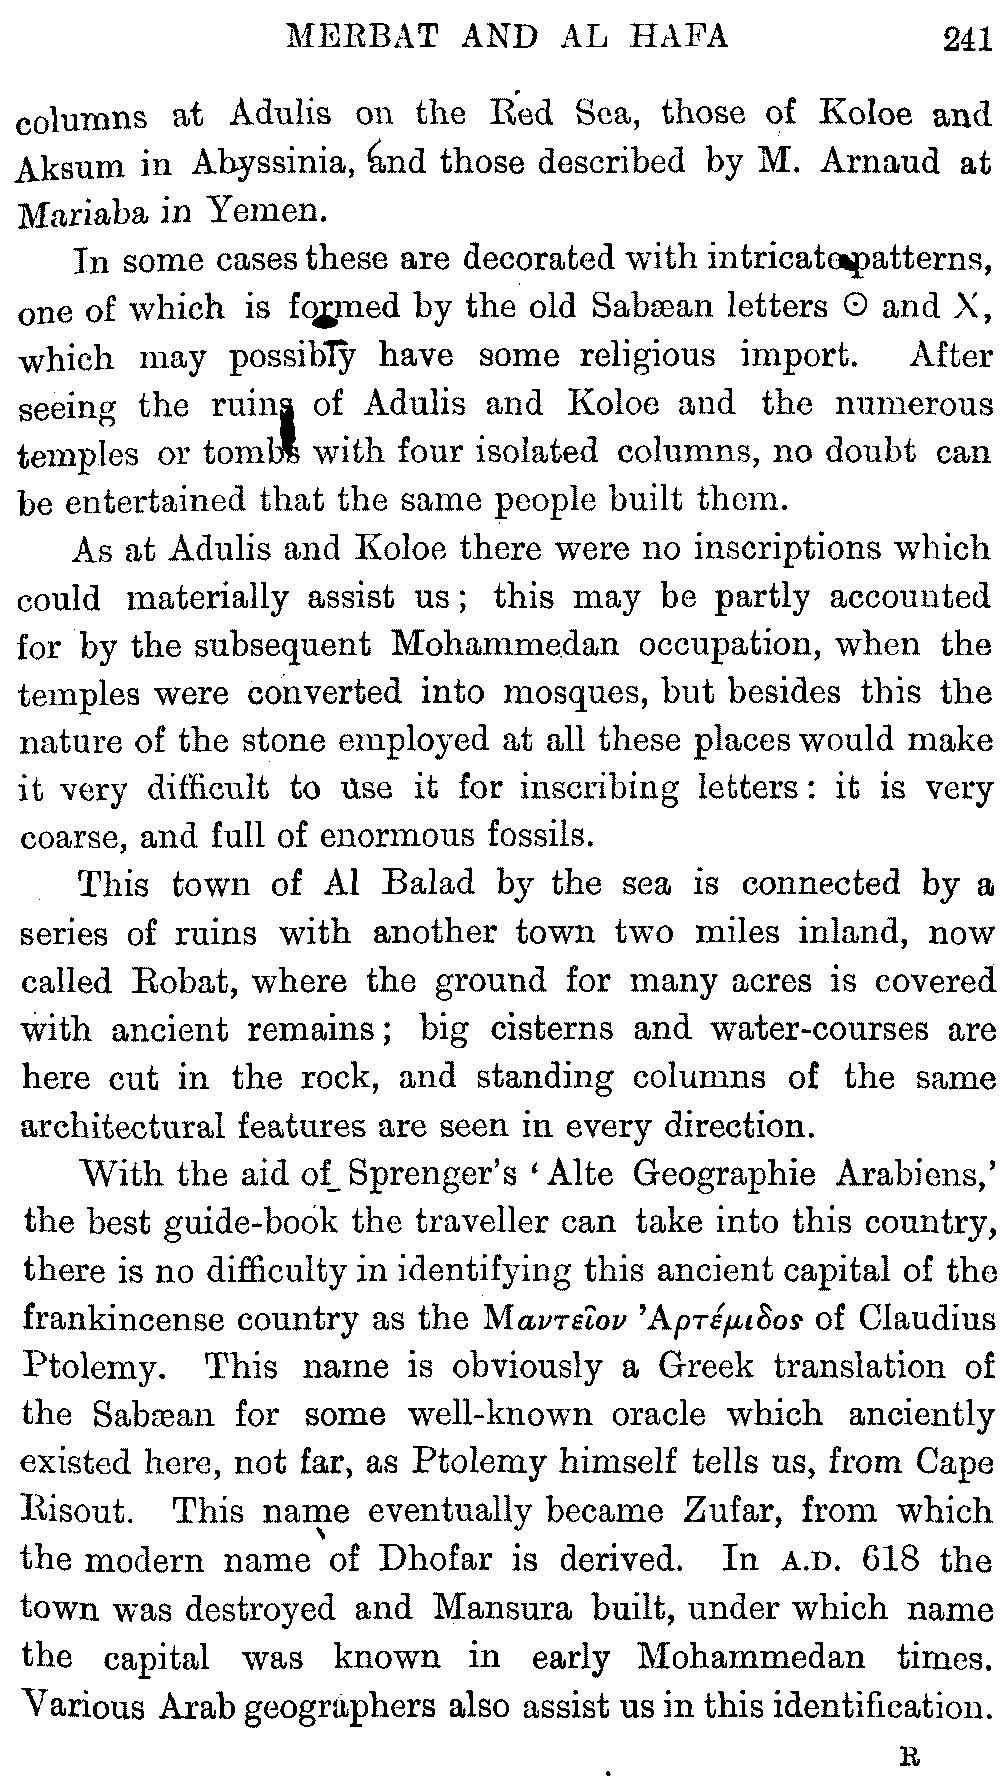 MERBAT AND AL HAFA 241
columns at Adulis on the Red Sea, those of Koloe and
Aksum in Abyssinia, and those described by M. Arnaud at
Mariaba in Yemen.
In some cases these are decorated with intricate patterns,
one of which is formed by the old Sabæan letters ⊙ and X,
which may possibly have some religious import. After
seeing the ruins of Adulis and Koloe and the numerous
temples or tombs with four isolated columns, no doubt can
be entertained that the same people built them.
As at Adulis and Koloe there were no inscriptions which
could materially assist us; this may be partly accounted
for by the subsequent Mohammedan occupation, when the
temples were converted into mosques, but besides this the
nature of the stone employed at all these places would make
it very difficult to use it for inscribing letters: it is very
coarse, and full of enormous fossils.
This town of Al Balad by the sea is connected by a
series of ruins with another town two miles inland, now
called Robat, where the ground for many acres is covered
with ancient remains; big cisterns and water-courses are
here cut in the rock, and standing columns of the same
architectural features are seen in every direction.
With the aid of Sprenger's 'Alte Geographie Arabiens,'
the best guide-book the traveller can take into this country,
there is no difficulty in identifying this ancient capital of the
frankincense country as the Μαντεῖον Ἀρτέμιδος of Claudius
Ptolemy. This name is obviously a Greek translation of
the Sabæan for some well-known oracle which anciently
existed here, not far, as Ptolemy himself tells us, from Cape
Risout. This name eventually became Zufar, from which
the modern name of Dhofar is derived. In A.D. 618 the
town was destroyed and Mansura built, under which name
the capital was known in early Mohammedan times.
Various Arab geographers also assist us in this identification.
R